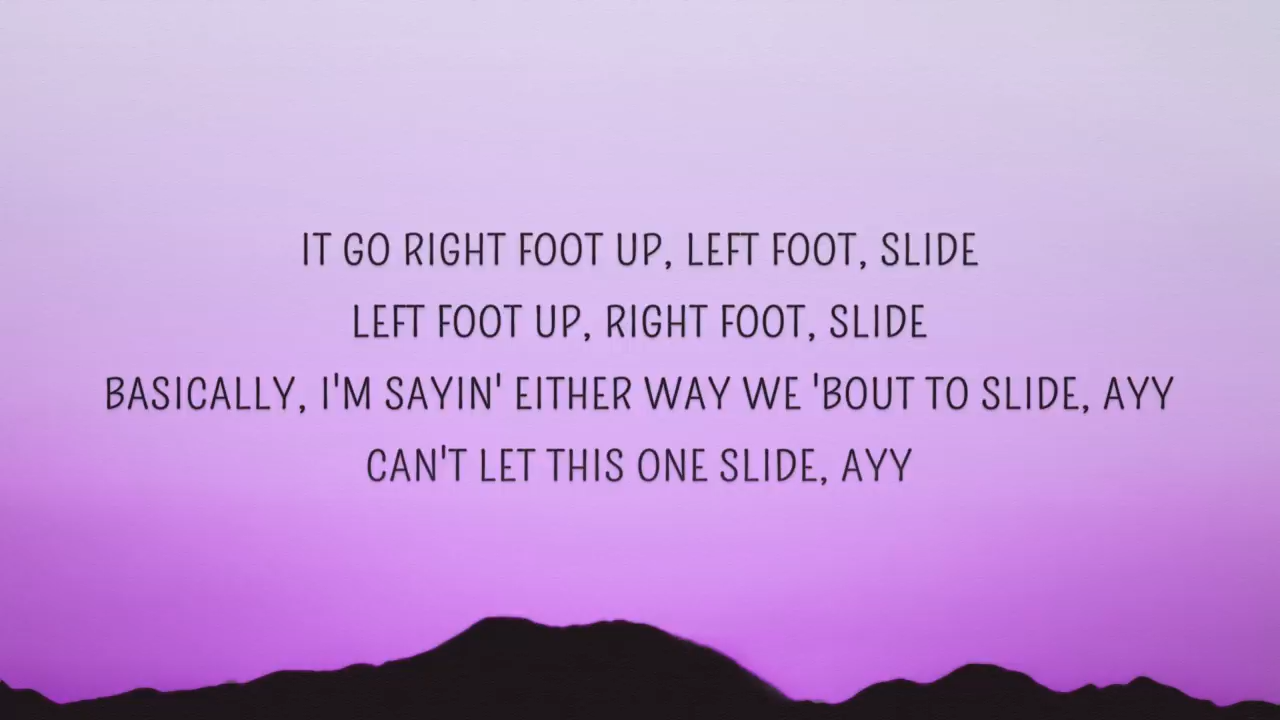 IT GO RIGHT FOOT UP, LEFT FOOT, SLIDE
LEFT FOOT UP, RIGHT FOOT, SLIDE
BASICALLY, I'M SAYIN' EITHER WAY WE 'BOUT TO SLIDE, AYY
CAN'T LET THIS ONE SLIDE, AYY